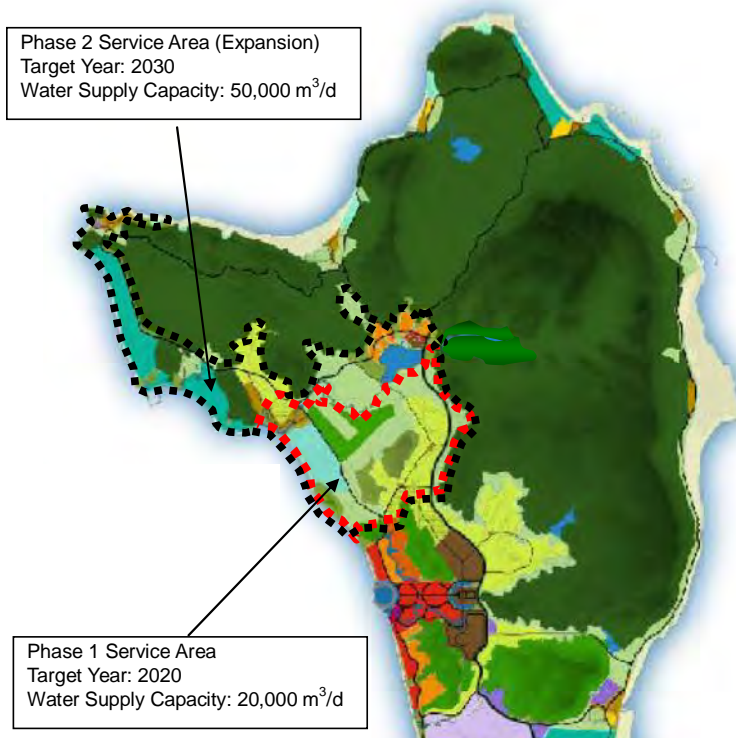 Phase 2 Service Area (Expansion)
Target Year: 2030
Water Supply Capacity: 50,000 m³/d
Phase 1 Service Area
Target Year: 2020
Water Supply Capacity: 20,000 m³/d